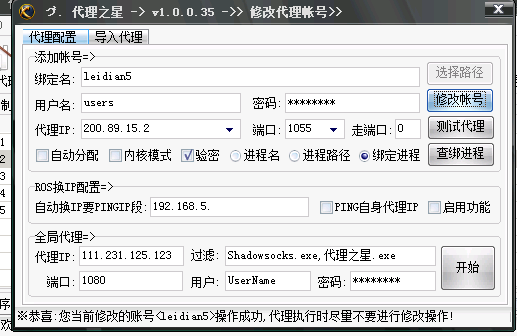 づ. 代理之星 -> v1.0.0.35 ->> 修改代理帐号>>
代理配置 导入代理
添加帐号=>
绑定名: leidian5 选择路径
用户名: users 密码: ******** 修改帐号
代理IP: 200.89.15.2 端口: 1055 走端口: 0 测试代理
自动分配 内核模式 验密 进程名 进程路径 绑定进程 查绑进程
ROS换IP配置=>
自动换IP要PINGIP段: 192.168.5. PING自身代理IP 启用功能
全局代理=>
代理IP: 111.231.125.123 过滤: Shadowsocks.exe,代理之星.exe
端口: 1080 用户: UserName 密码: ******** 开始
※恭喜:您当前修改的账号<leidian5>操作成功,代理执行时尽量不要进行修改操作!